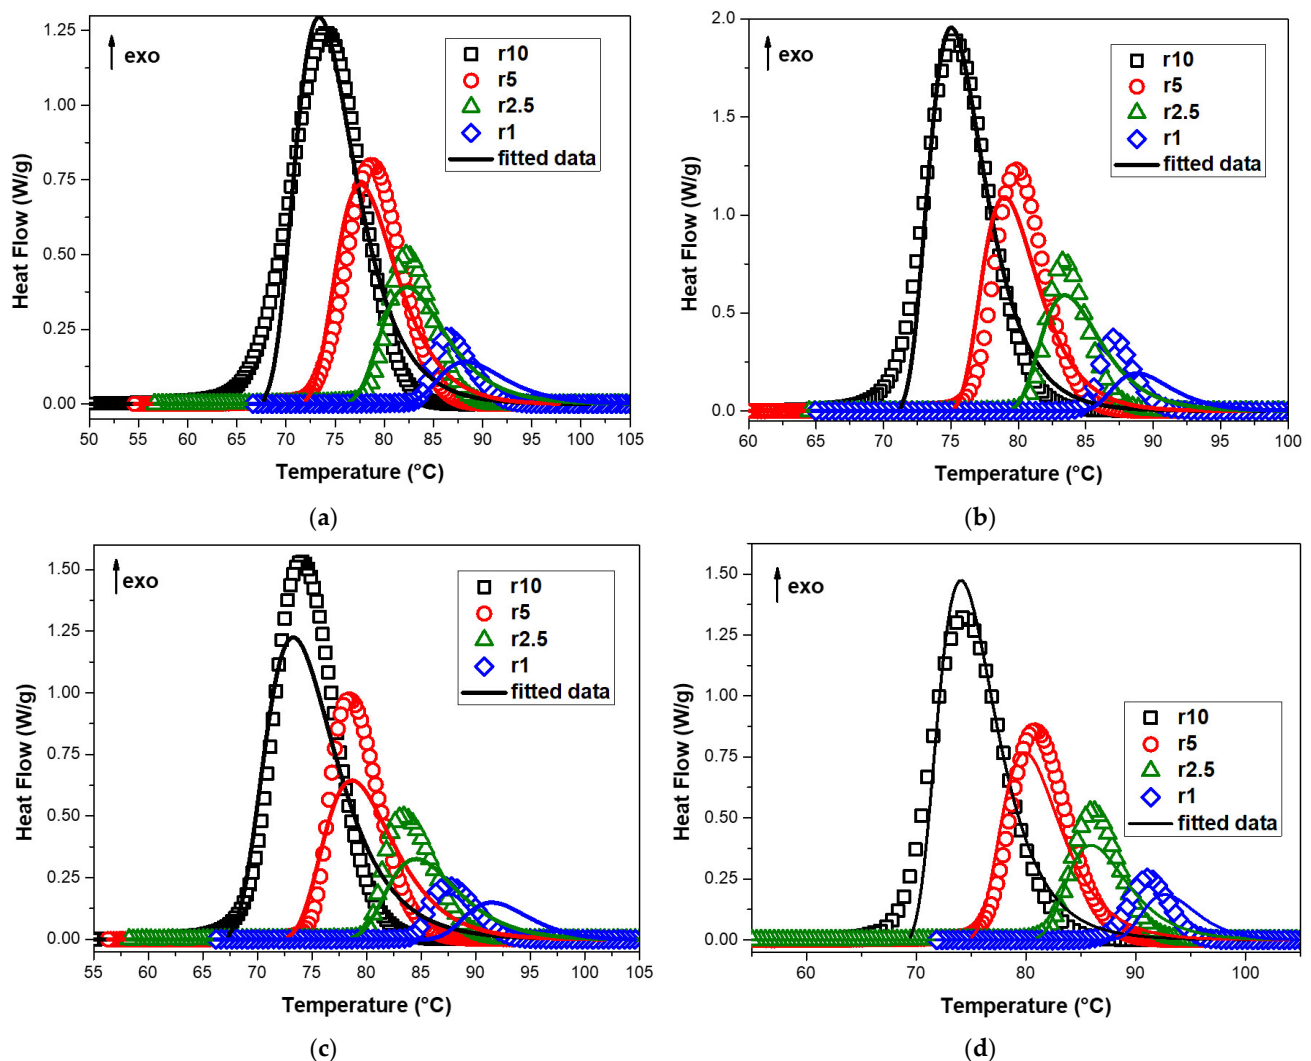 exo
r10
r5
r2.5
r1
fitted data
Heat Flow (W/g)
1.25
1.00
0.75
0.50
0.25
0.00
50 55 60 65 70 75 80 85 90 95 100 105
Temperature (°C)
(a)
exo
r10
r5
r2.5
r1
fitted data
Heat Flow (W/g)
2.0
1.5
1.0
0.5
0.0
60 65 70 75 80 85 90 95 100
Temperature (°C)
(b)
exo
r10
r5
r2.5
r1
fitted data
Heat Flow (W/g)
1.50
1.25
1.00
0.75
0.50
0.25
0.00
55 60 65 70 75 80 85 90 95 100 105
Temperature (°C)
(c)
exo
r10
r5
r2.5
r1
fitted data
Heat Flow (W/g)
1.50
1.25
1.00
0.75
0.50
0.25
0.00
60 70 80 90 100
Temperature (°C)
(d)